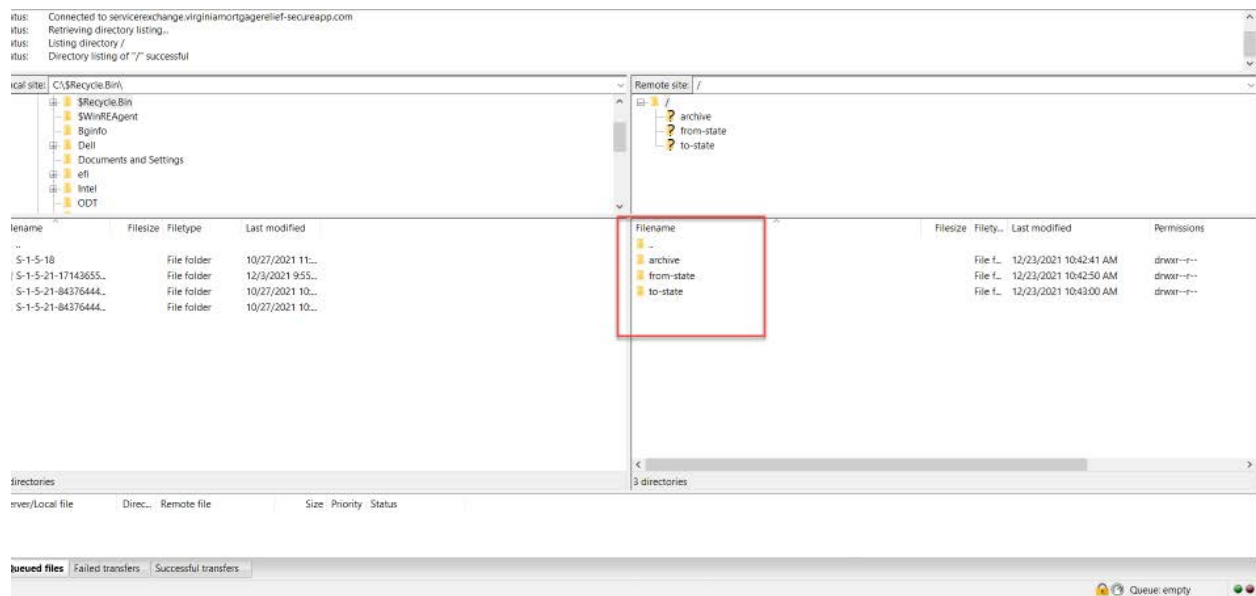 atus: Connected to servicerexchange.virginiamortgagerelief-secureapp.com
atus: Retrieving directory listing...
atus: Listing directory /
atus: Directory listing of "/" successful
ocal site: C:\$Recycle.Bin\
$Recycle.Bin
$WinREAgent
Bginfo
Dell
Documents and Settings
efi
Intel
ODT
Remote site: /
/
archive
from-state
to-state
ilename Filesize Filetype Last modified
..
S-1-5-18 File folder 10/27/2021 11:...
S-1-5-21-17143655... File folder 12/3/2021 9:55...
S-1-5-21-84376444... File folder 10/27/2021 10:...
S-1-5-21-84376444... File folder 10/27/2021 10:...
directories
Filename Filesize Filety... Last modified Permissions
..
archive File f... 12/23/2021 10:42:41 AM drwxr--r--
from-state File f... 12/23/2021 10:42:50 AM drwxr--r--
to-state File f... 12/23/2021 10:43:00 AM drwxr--r--
3 directories
erver/Local file Direc... Remote file Size Priority Status
Queued files Failed transfers Successful transfers
Queue: empty